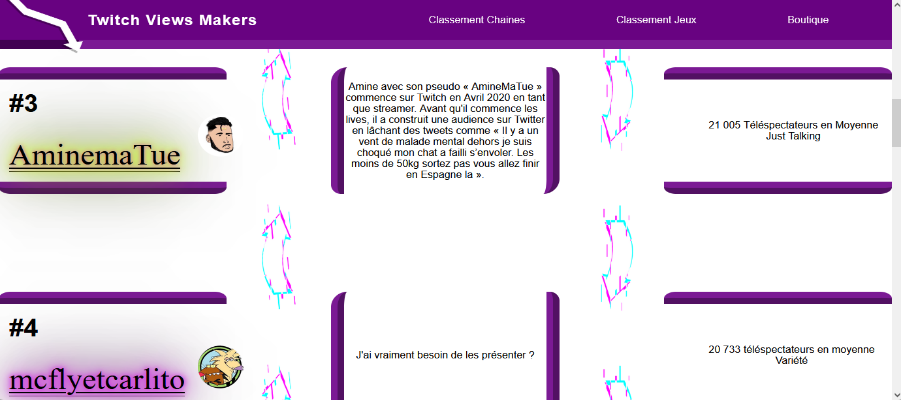 Twitch Views Makers
Classement Chaines
Classement Jeux
Boutique
#3
AminemaTue
Amine avec son pseudo « AmineMaTue »
commence sur Twitch en Avril 2020 en tant
que streamer. Avant qu'il commence les
lives, il a construit une audience sur Twitter
en lâchant des tweets comme « Il y a un
vent de malade mental dehors je suis
choqué mon chat a failli s'envoler. Les
moins de 50kg sortez pas vous allez finir
en Espagne la ».
21 005 Téléspectateurs en Moyenne
Just Talking
#4
mcflyetcarlito
J'ai vraiment besoin de les présenter ?
20 733 téléspectateurs en moyenne
Variété